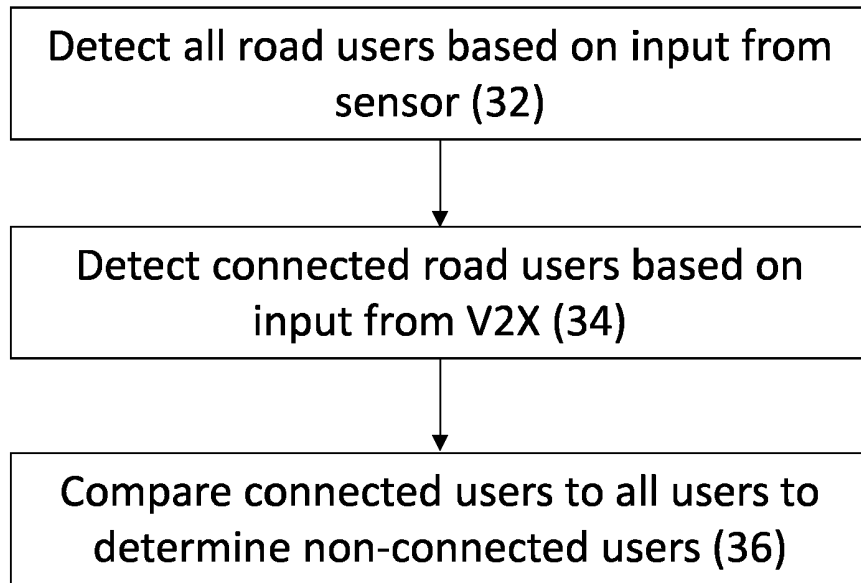 Detect all road users based on input from
sensor (32)
Detect connected road users based on
input from V2X (34)
Compare connected users to all users to
determine non-connected users (36)